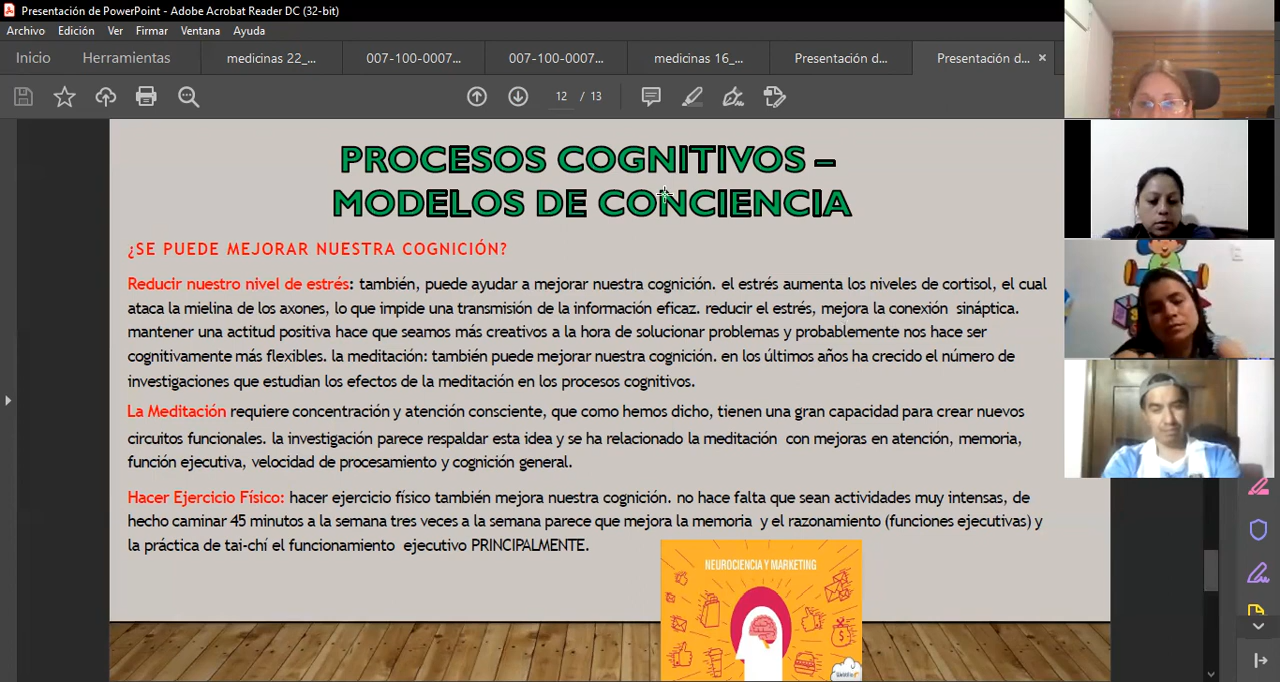 Presentación de PowerPoint - Adobe Acrobat Reader DC (32-bit)
Archivo Edición Ver Firmar Ventana Ayuda
Inicio Herramientas medicinas 22_... 007-100-0007... 007-100-0007... medicinas 16_... Presentación d... Presentación d... ×
12 / 13
PROCESOS COGNITIVOS –
MODELOS DE CONCIENCIA
¿SE PUEDE MEJORAR NUESTRA COGNICIÓN?
Reducir nuestro nivel de estrés: también, puede ayudar a mejorar nuestra cognición. el estrés aumenta los niveles de cortisol, el cual
ataca la mielina de los axones, lo que impide una transmisión de la información eficaz. reducir el estrés, mejora la conexión sináptica.
mantener una actitud positiva hace que seamos más creativos a la hora de solucionar problemas y probablemente nos hace ser
cognitivamente más flexibles. la meditación: también puede mejorar nuestra cognición. en los últimos años ha crecido el número de
investigaciones que estudian los efectos de la meditación en los procesos cognitivos.
La Meditación requiere concentración y atención consciente, que como hemos dicho, tienen una gran capacidad para crear nuevos
circuitos funcionales. la investigación parece respaldar esta idea y se ha relacionado la meditación con mejoras en atención, memoria,
función ejecutiva, velocidad de procesamiento y cognición general.
Hacer Ejercicio Físico: hacer ejercicio físico también mejora nuestra cognición. no hace falta que sean actividades muy intensas, de
hecho caminar 45 minutos a la semana tres veces a la semana parece que mejora la memoria y el razonamiento (funciones ejecutivas) y
la práctica de tai-chí el funcionamiento ejecutivo PRINCIPALMENTE.
NEUROCIENCIA Y MARKETING